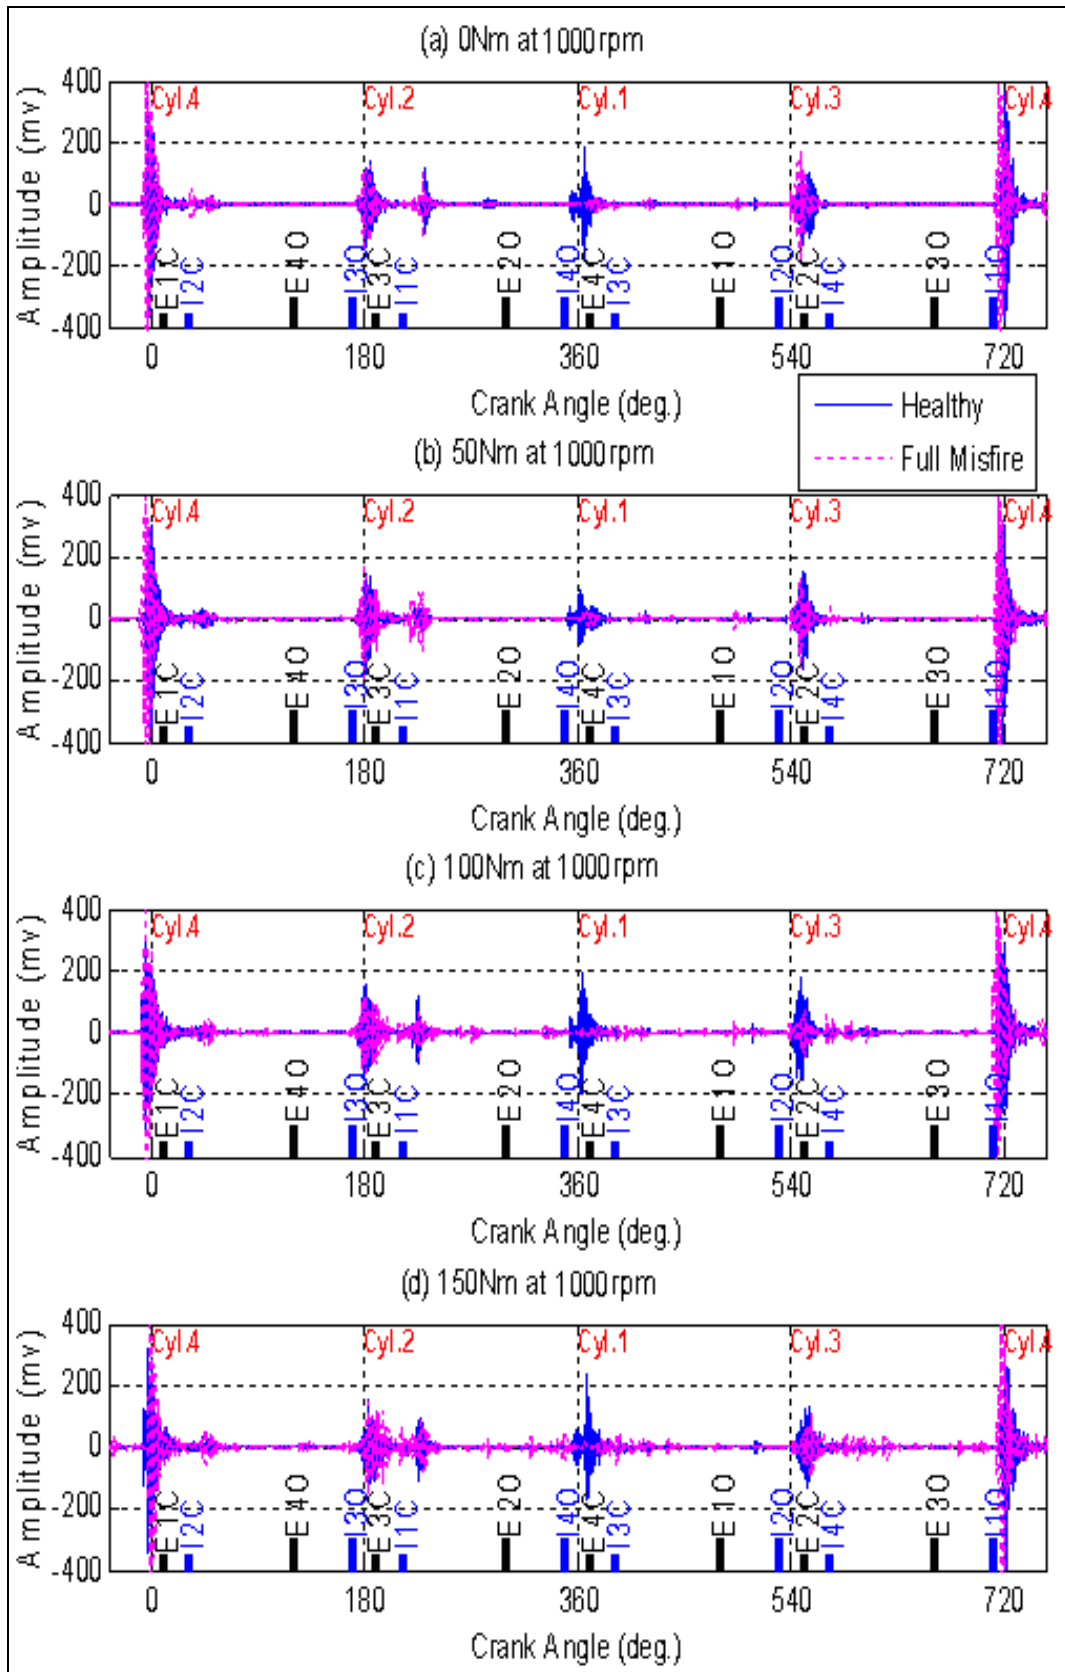 (a) 0Nm at 1000 rpm
Amplitude (mv)
400
200
0
-200
-400
Cyl.4 Cyl.2 Cyl.1 Cyl.3 Cyl.4
E1C I2C E4O I3O E3C I1C E2O I4O E4C I3C E1O I2O E2C I4C E3O I1O
0 180 360 540 720
Crank Angle (deg.)
Healthy
Full Misfire
(b) 50Nm at 1000 rpm
Amplitude (mv)
400
200
0
-200
-400
Cyl.4 Cyl.2 Cyl.1 Cyl.3 Cyl.4
E1C I2C E4O I3O E3C I1C E2O I4O E4C I3C E1O I2O E2C I4C E3O I1O
0 180 360 540 720
Crank Angle (deg.)
(c) 100Nm at 1000 rpm
Amplitude (mv)
400
200
0
-200
-400
Cyl.4 Cyl.2 Cyl.1 Cyl.3 Cyl.4
E1C I2C E4O I3O E3C I1C E2O I4O E4C I3C E1O I2O E2C I4C E3O I1O
0 180 360 540 720
Crank Angle (deg.)
(d) 150Nm at 1000 rpm
Amplitude (mv)
400
200
0
-200
-400
Cyl.4 Cyl.2 Cyl.1 Cyl.3 Cyl.4
E1C I2C E4O I3O E3C I1C E2O I4O E4C I3C E1O I2O E2C I4C E3O I1O
0 180 360 540 720
Crank Angle (deg.)